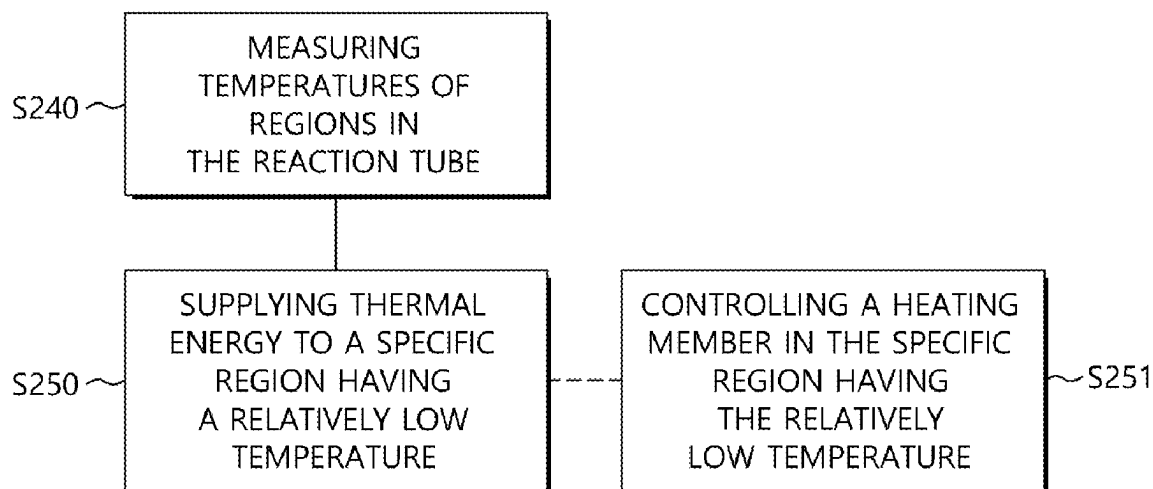 S240
MEASURING
TEMPERATURES OF
REGIONS IN
THE REACTION TUBE
S250
SUPPLYING THERMAL
ENERGY TO A SPECIFIC
REGION HAVING
A RELATIVELY LOW
TEMPERATURE
CONTROLLING A HEATING
MEMBER IN THE SPECIFIC
REGION HAVING
THE RELATIVELY
LOW TEMPERATURE
S251